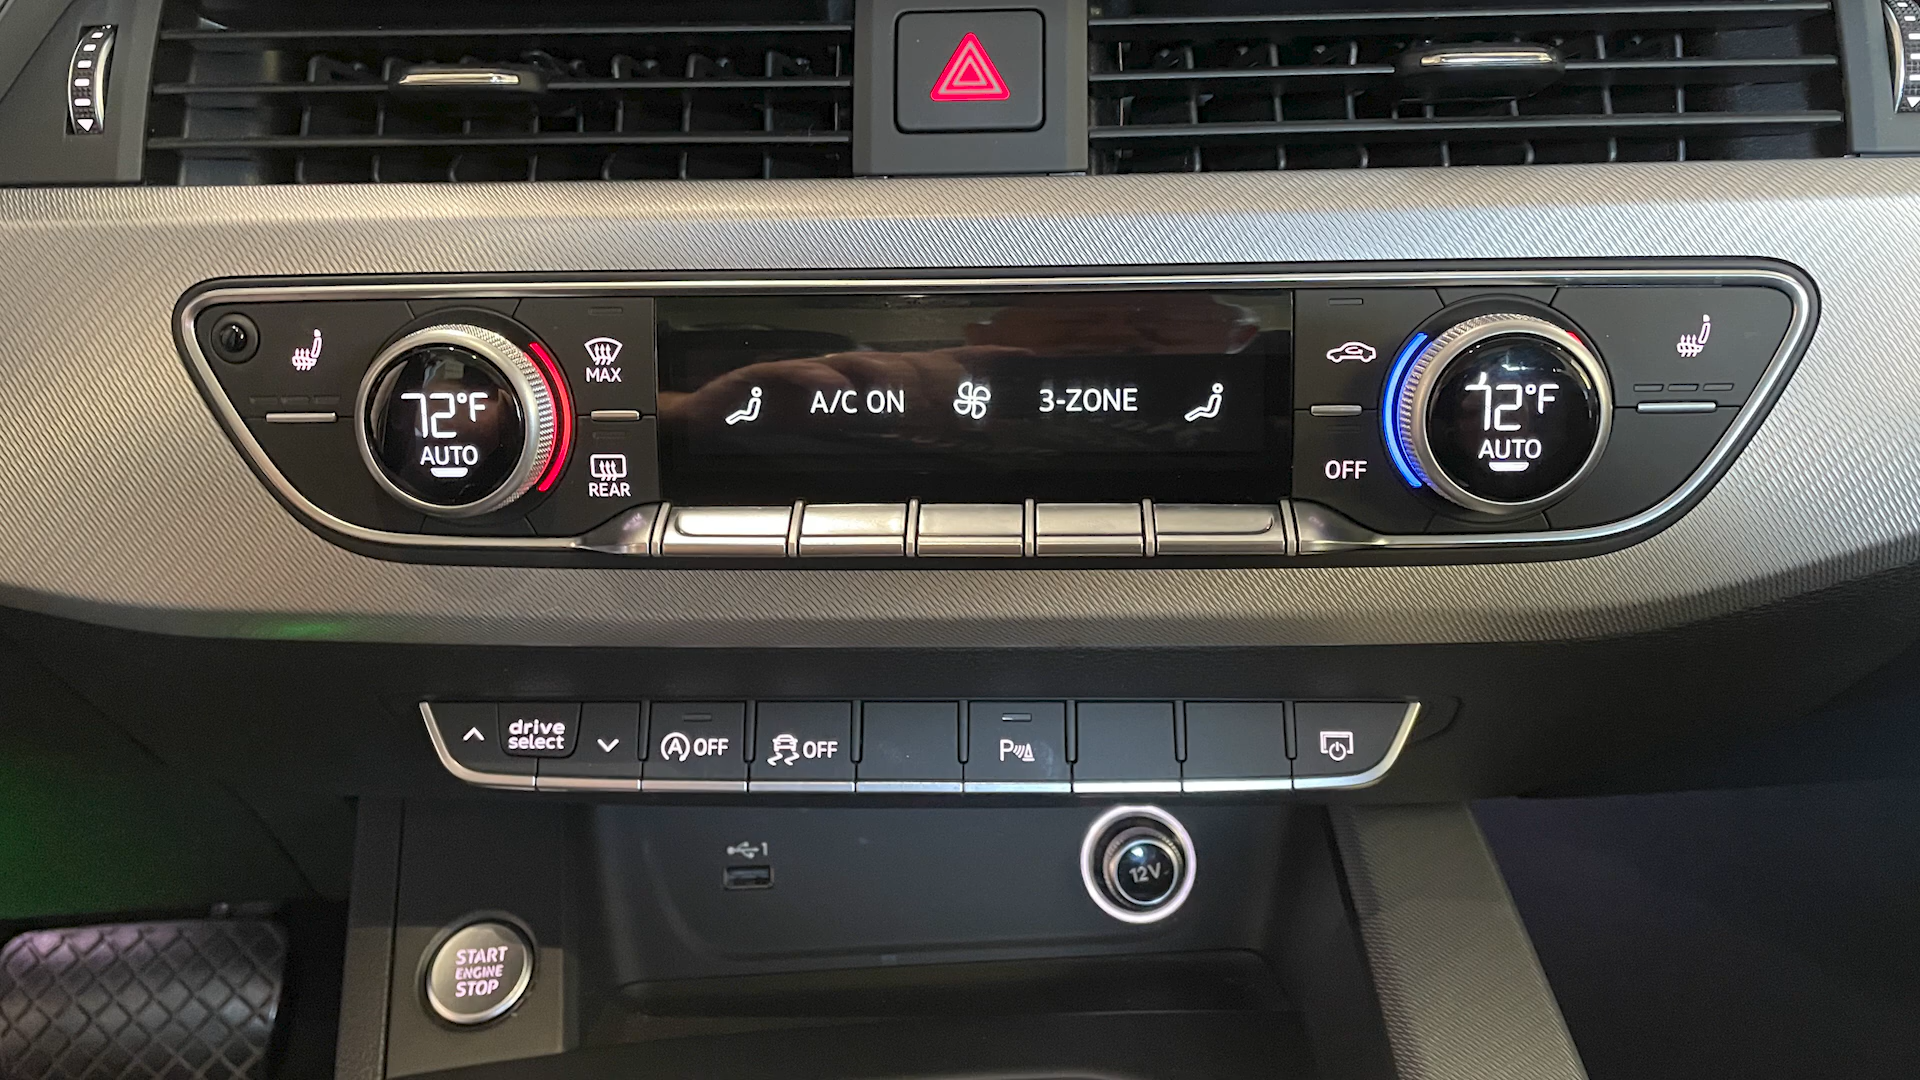 72°F
AUTO
MAX
REAR
A/C ON
3-ZONE
OFF
72°F
AUTO
drive
select
A OFF
OFF
P
1
12V
START
ENGINE
STOP